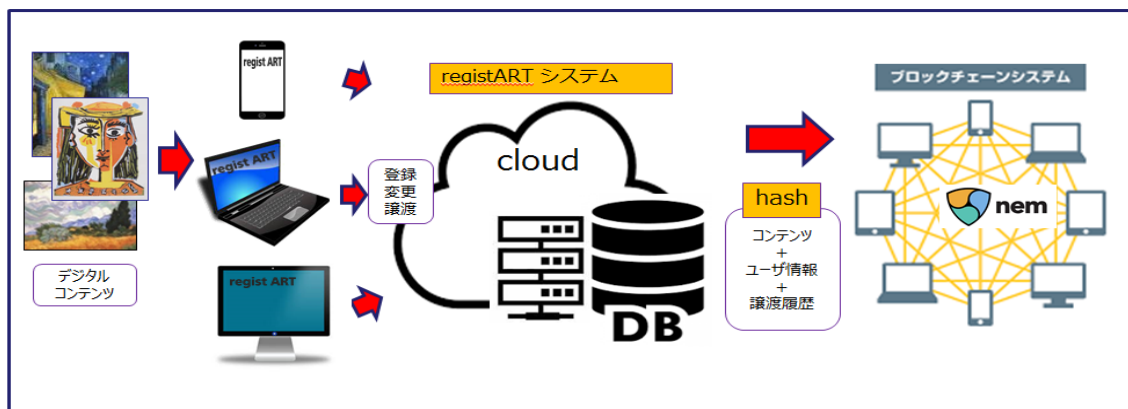 デジタル
コンテンツ
regist ART
regist ART
regist ART
登録
変更
譲渡
registART システム
cloud
DB
hash
コンテンツ
+
ユーザ情報
+
譲渡履歴
ブロックチェーンシステム
nem